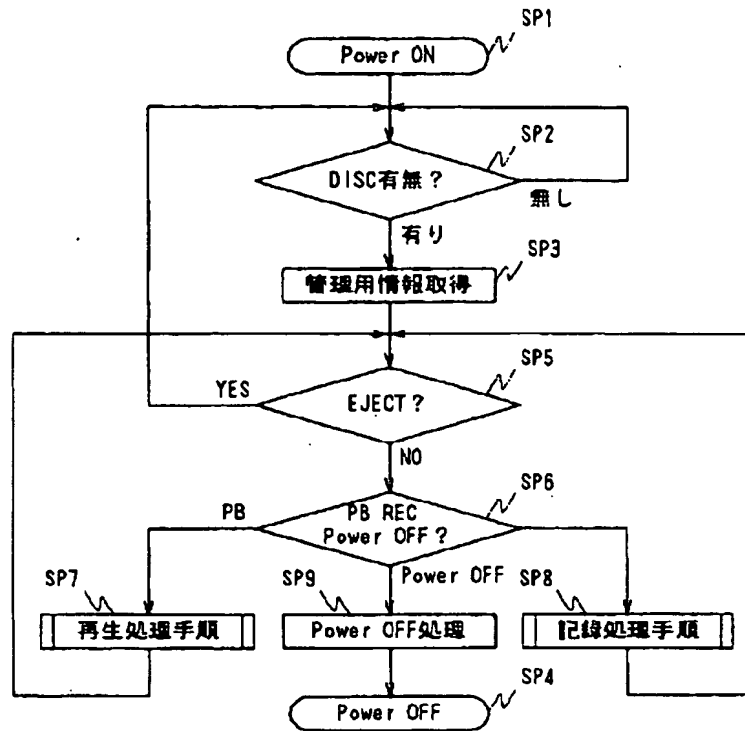 SP1
Power ON
SP2
DISC有無?
無し
有り
SP3
管理用情報取得
SP5
YES
EJECT?
NO
SP6
PB
PB REC
Power OFF?
SP7
SP9
Power OFF
SP8
再生処理手順
Power OFF処理
記録処理手順
SP4
Power OFF